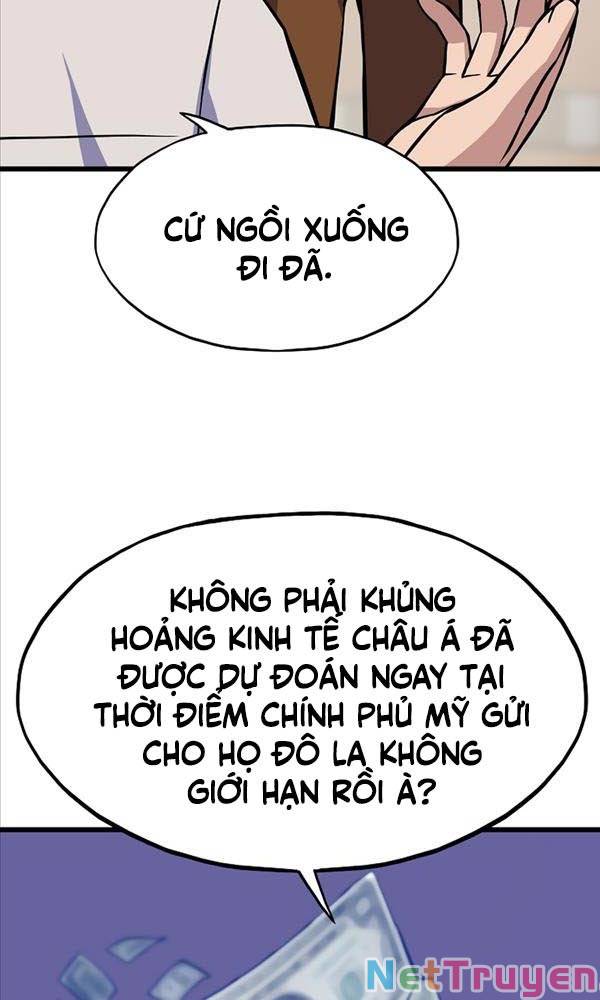 CỨ NGỒI XUỐNG
ĐI ĐÃ.
KHÔNG PHẢI KHỦNG
HOẢNG KINH TẾ CHÂU Á ĐÃ
ĐƯỢC DỰ ĐOÁN NGAY TẠI
THỜI ĐIỂM CHÍNH PHỦ MỸ GỬI
CHO HỌ ĐÔ LA KHÔNG
GIỚI HẠN RỒI À?
NetTruyen